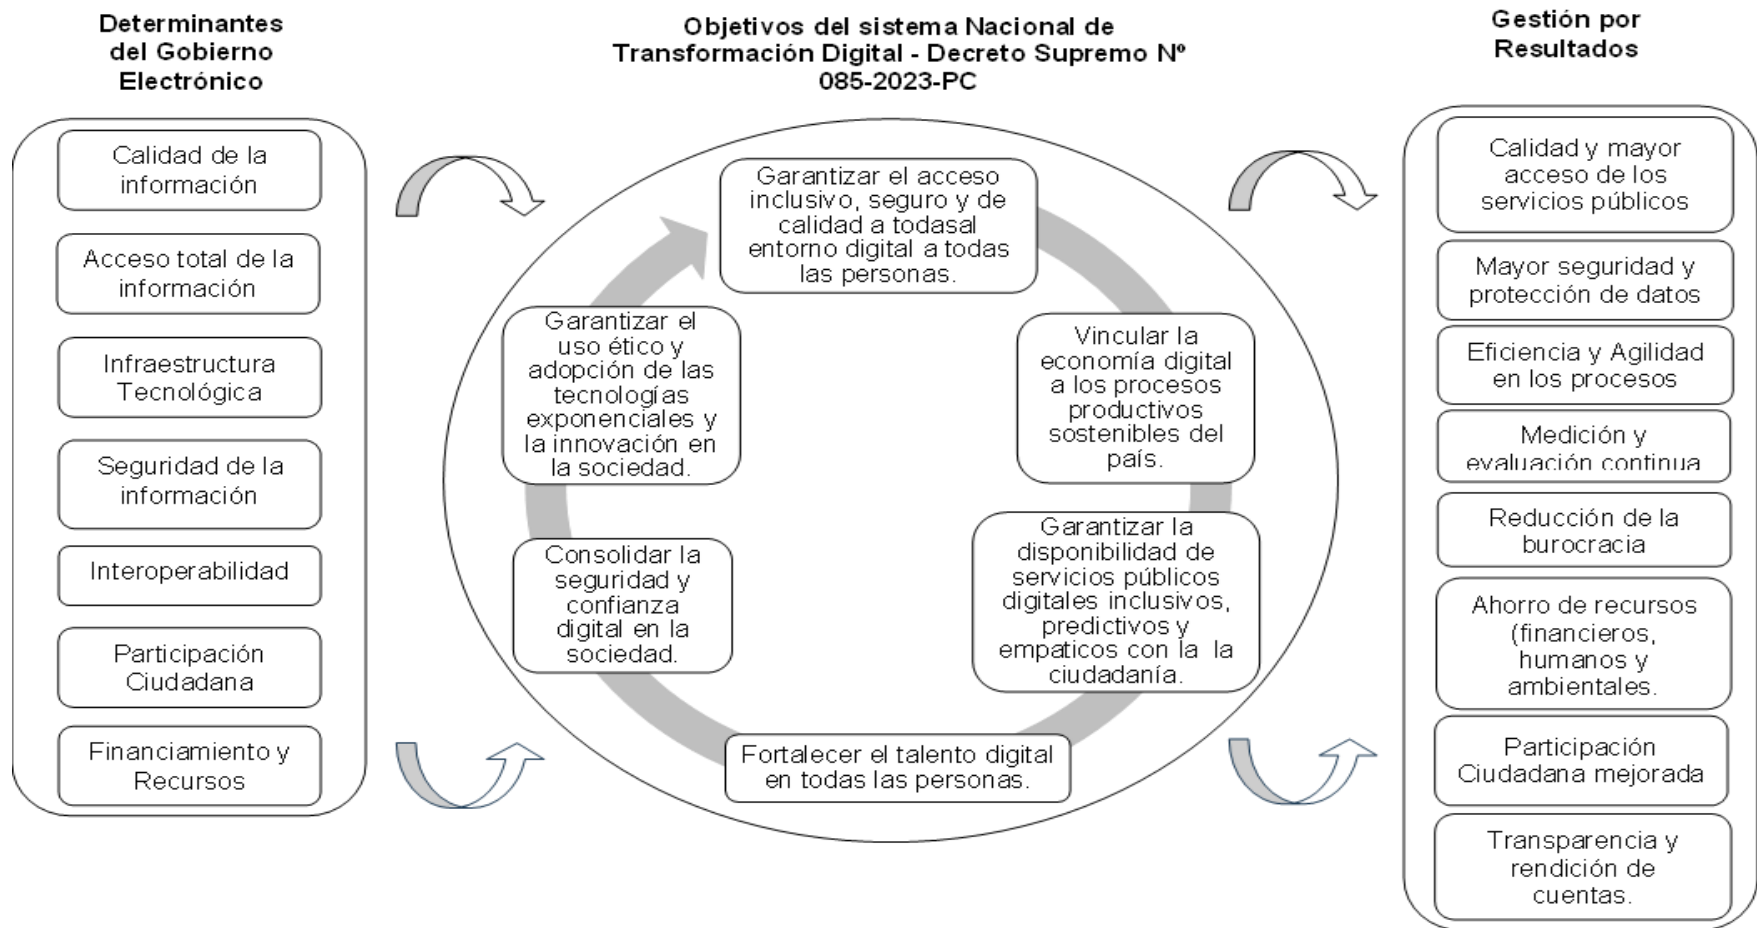 Determinantes
del Gobierno
Electrónico
Calidad de la
información
Acceso total de la
información
Infraestructura
Tecnológica
Seguridad de la
información
Interoperabilidad
Participación
Ciudadana
Financiamiento y
Recursos
Objetivos del sistema Nacional de
Transformación Digital - Decreto Supremo Nº
085-2023-PC
Garantizar el acceso
inclusivo, seguro y de
calidad a todasal
entorno digital a todas
las personas.
Vincular la
economía digital
a los procesos
productivos
sostenibles del
país.
Garantizar la
disponibilidad de
servicios públicos
digitales inclusivos,
predictivos y
empaticos con la la
ciudadanía.
Fortalecer el talento digital
en todas las personas.
Consolidar la
seguridad y
confianza
digital en la
sociedad.
Garantizar el
uso ético y
adopción de las
tecnologías
exponenciales y
la innovación en
la sociedad.
Gestión por
Resultados
Calidad y mayor
acceso de los
servicios públicos
Mayor seguridad y
protección de datos
Eficiencia y Agilidad
en los procesos
Medición y
evaluación continua
Reducción de la
burocracia
Ahorro de recursos
(financieros,
humanos y
ambientales.
Participación
Ciudadana mejorada
Transparencia y
rendición de
cuentas.